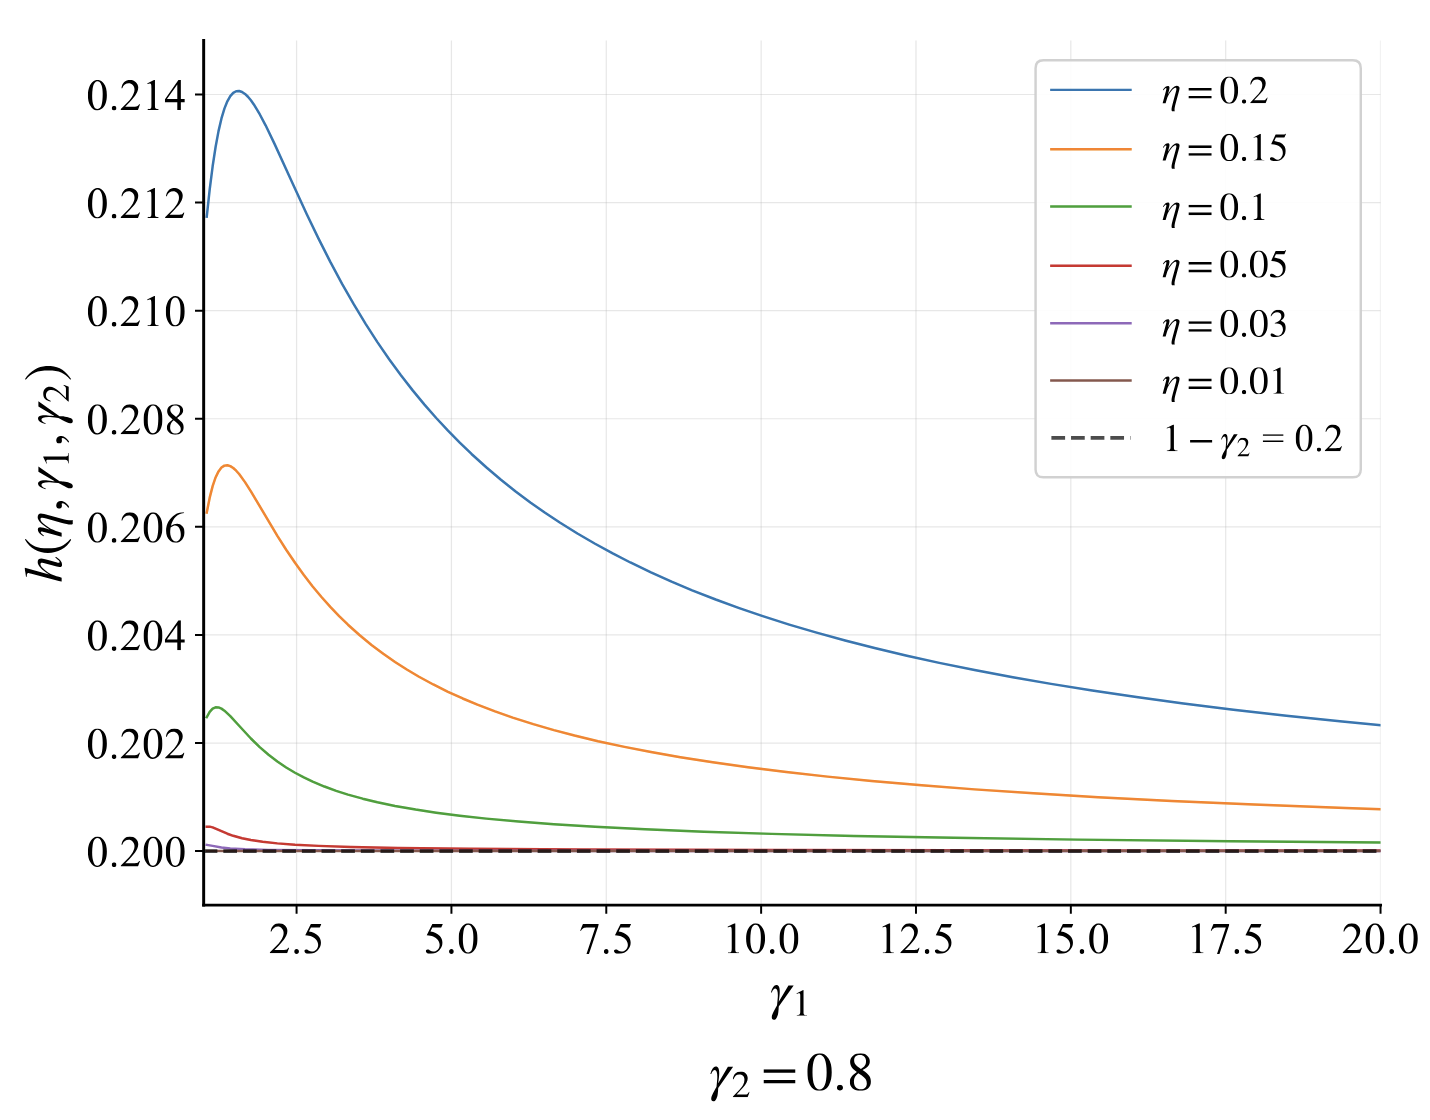 0.214
0.212
0.210
0.208
0.206
0.204
0.202
0.200
h(η, γ₁, γ₂)
η = 0.2
η = 0.15
η = 0.1
η = 0.05
η = 0.03
η = 0.01
1 − γ₂ = 0.2
2.5 5.0 7.5 10.0 12.5 15.0 17.5 20.0
γ₁
γ₂ = 0.8